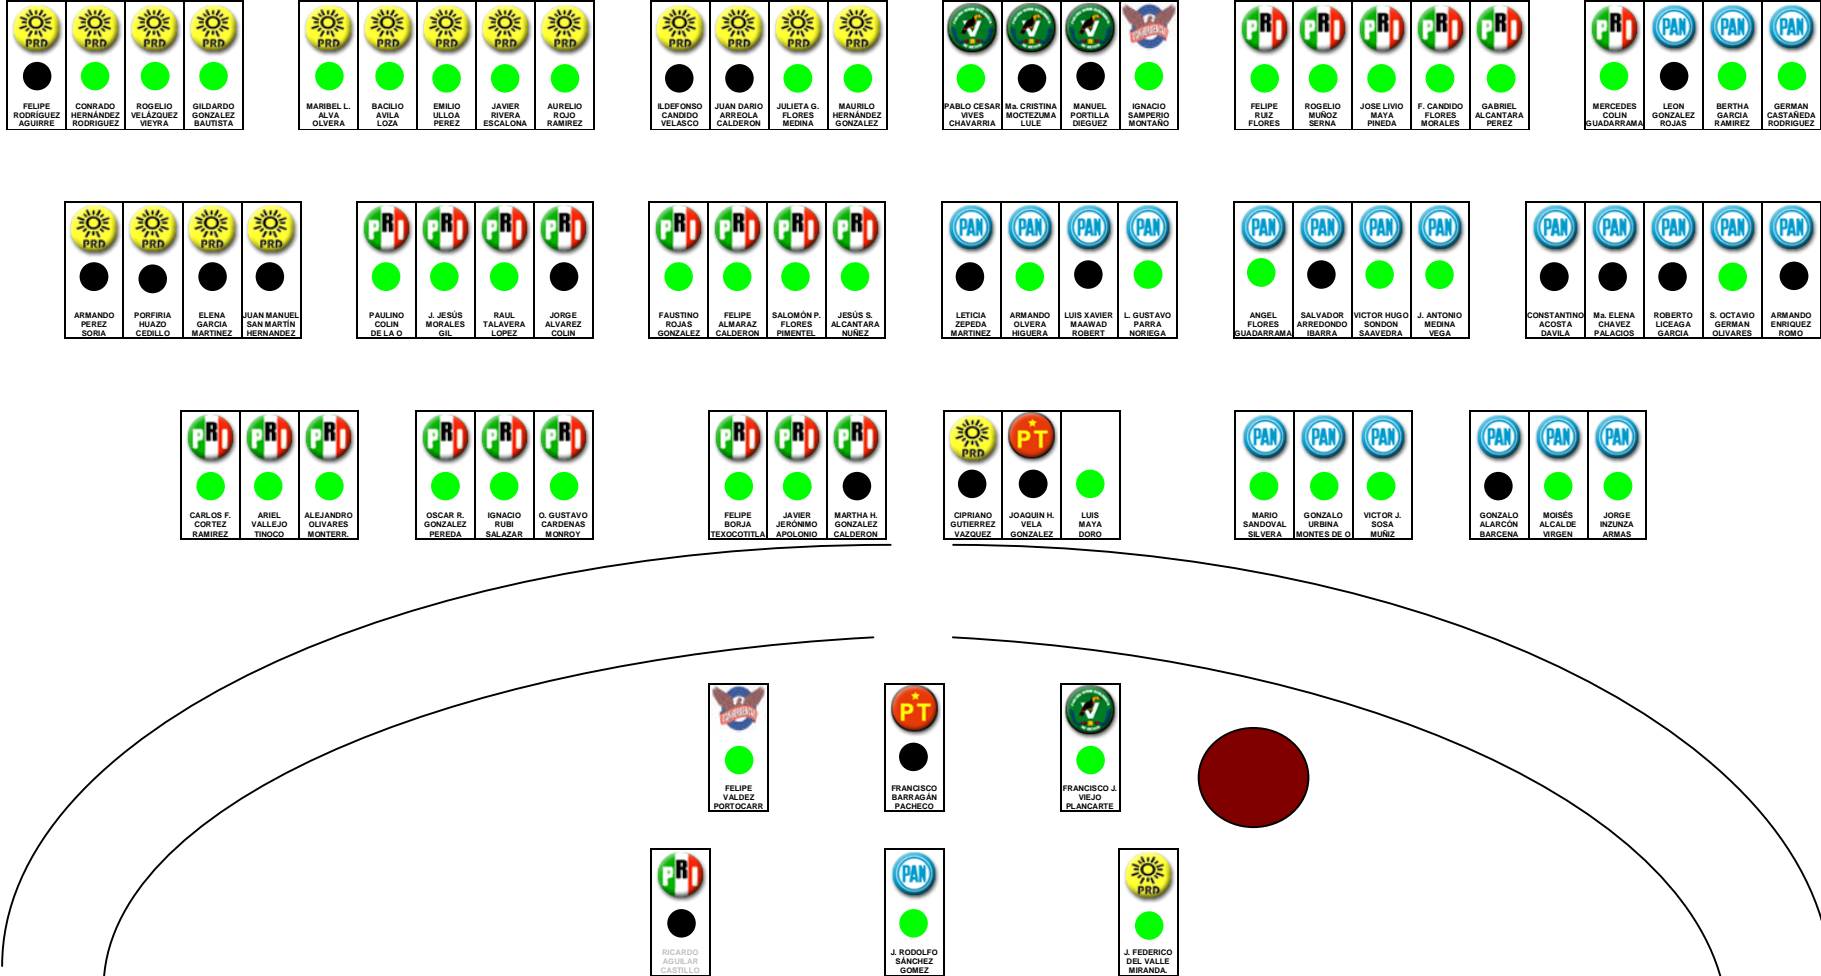 PRD PRD PRD PRD PRD PRD PRD PRD PRD PRD PRD PRD PRD PRI PRI PRI PRI PRI PRI PAN PAN PAN
FELIPE RODRÍGUEZ AGUIRRE
CONRADO HERNÁNDEZ RODRIGUEZ
ROGELIO VELÁZQUEZ VIEYRA
GILDARDO GONZALEZ BAUTISTA
MARIBEL L. ALVA OLVERA
BACILIO AVILA LOZA
EMILIO ULLOA PEREZ
JAVIER RIVERA ESCALONA
AURELIO ROJO RAMIREZ
ILDEFONSO CANDIDO VELASCO
JUAN DARIO ARREOLA CALDERON
JULIETA G. FLORES MEDINA
MAURILO HERNÁNDEZ GONZALEZ
PABLO CESAR VIVES CHAVARRIA
Ma. CRISTINA MOCTEZUMA LULE
MANUEL PORTILLA DIEGUEZ
IGNACIO SAMPERIO MONTAÑO
FELIPE RUIZ FLORES
ROGELIO MUÑOZ SERNA
JOSE LIVIO MAYA PINEDA
F. CANDIDO FLORES MORALES
GABRIEL ALCANTARA PEREZ
MERCEDES COLIN GUADARRAMA
LEON GONZALEZ ROJAS
BERTHA GARCIA RAMIREZ
GERMAN CASTAÑEDA RODRIGUEZ
PRD PRD PRD PRD PRI PRI PRI PRI PRI PRI PRI PRI PAN PAN PAN PAN PAN PAN PAN PAN PAN PAN PAN PAN PAN
ARMANDO PEREZ SORIA
PORFIRIA HUAZO CEDILLO
ELENA GARCIA MARTINEZ
JUAN MANUEL SAN MARTÍN HERNANDEZ
PAULINO COLIN DE LA O
J. JESÚS MORALES GIL
RAUL TALAVERA LOPEZ
JORGE ALVAREZ COLIN
FAUSTINO ROJAS GONZALEZ
FELIPE ALMARAZ CALDERON
SALOMÓN P. FLORES PIMENTEL
JESÚS S. ALCANTARA NUÑEZ
LETICIA ZEPEDA MARTINEZ
ARMANDO OLVERA HIGUERA
LUIS XAVIER MAAWAD ROBERT
L. GUSTAVO PARRA NORIEGA
ANGEL FLORES GUADARRAMA
SALVADOR ARREDONDO IBARRA
VICTOR HUGO SONDON SAAVEDRA
J. ANTONIO MEDINA VEGA
CONSTANTINO ACOSTA DAVILA
Ma. ELENA CHAVEZ PALACIOS
ROBERTO LICEAGA GARCIA
S. OCTAVIO GERMAN OLIVARES
ARMANDO ENRIQUEZ ROMO
PRI PRI PRI PRI PRI PRI PRI PRI PRI PRD PT PAN PAN PAN PAN PAN PAN
CARLOS F. CORTEZ RAMIREZ
ARIEL VALLEJO TINOCO
ALEJANDRO OLIVARES MONTERR.
OSCAR R. GONZALEZ PEREDA
IGNACIO RUBI SALAZAR
O. GUSTAVO CARDENAS MONROY
FELIPE BORJA TEXOCOTITLA
JAVIER JERÓNIMO APOLONIO
MARTHA H. GONZALEZ CALDERON
CIPRIANO GUTIERREZ VAZQUEZ
JOAQUIN H. VELA GONZALEZ
LUIS MAYA DORO
MARIO SANDOVAL SILVERA
GONZALO URBINA MONTES DE O
VICTOR J. SOSA MUÑIZ
GONZALO ALARCÓN BARCENA
MOISÉS ALCALDE VIRGEN
JORGE INZUNZA ARMAS
PT
FELIPE VALDEZ PORTOCARR
FRANCISCO BARRAGÁN PACHECO
FRANCISCO J. VIEJO PLANCARTE
PRI PAN PRD
RICARDO AGUILAR CASTILLO
J. RODOLFO SÁNCHEZ GOMEZ
J. FEDERICO DEL VALLE MIRANDA.